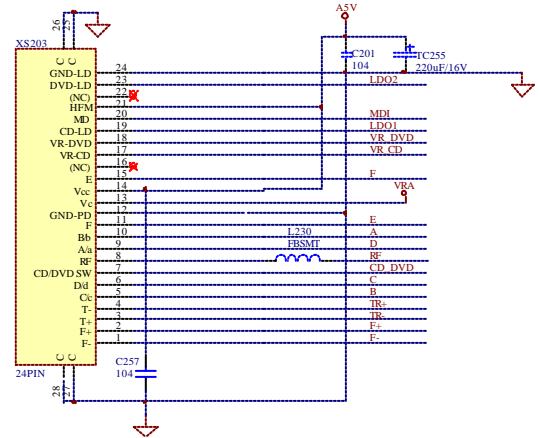 A5V
26
25
XS203
C C
C201
104
TC255
220uF/16V
GND-LD 24
DVD-LD 23 LDO2
(NC) 22
HFM 21
MD 20 MDI
CD-LD 19 LDO1
VR-DVD 18 VR_DVD
VR-CD 17 VR_CD
(NC) 16
E 15 F
Vcc 14
Vc 13 VRA
GND-PD 12
F 11 E
B/b 10 A
A/a 9 D
L230
FBSMT
RF 8 RF
CD/DVD SW 7 CD_DVD
D/d 6 C
C/c 5 B
T- 4 TR+
T+ 3 TR-
F+ 2 F+
F- 1 F-
C C
24PIN
C257
104
28
27